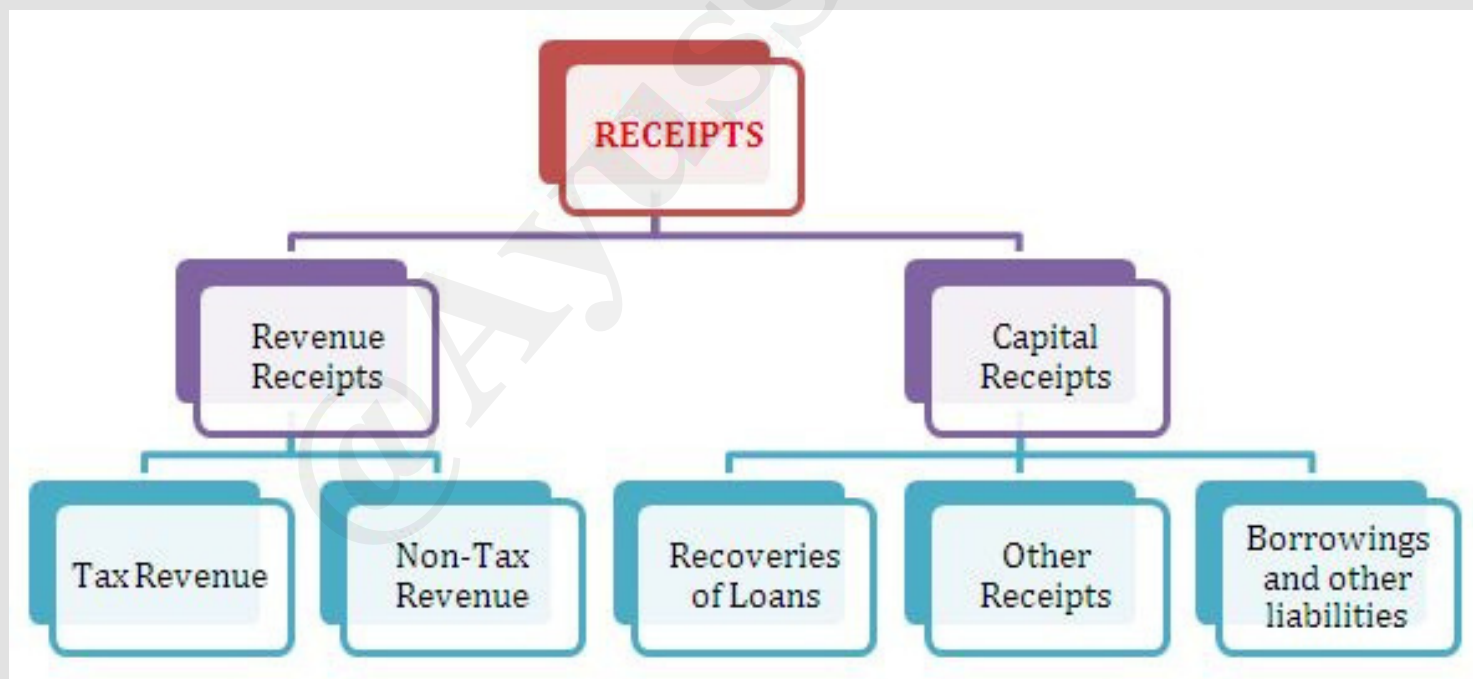 RECEIPTS
Revenue
Receipts
Capital
Receipts
Tax Revenue
Non-Tax
Revenue
Recoveries
of Loans
Other
Receipts
Borrowings
and other
liabilities